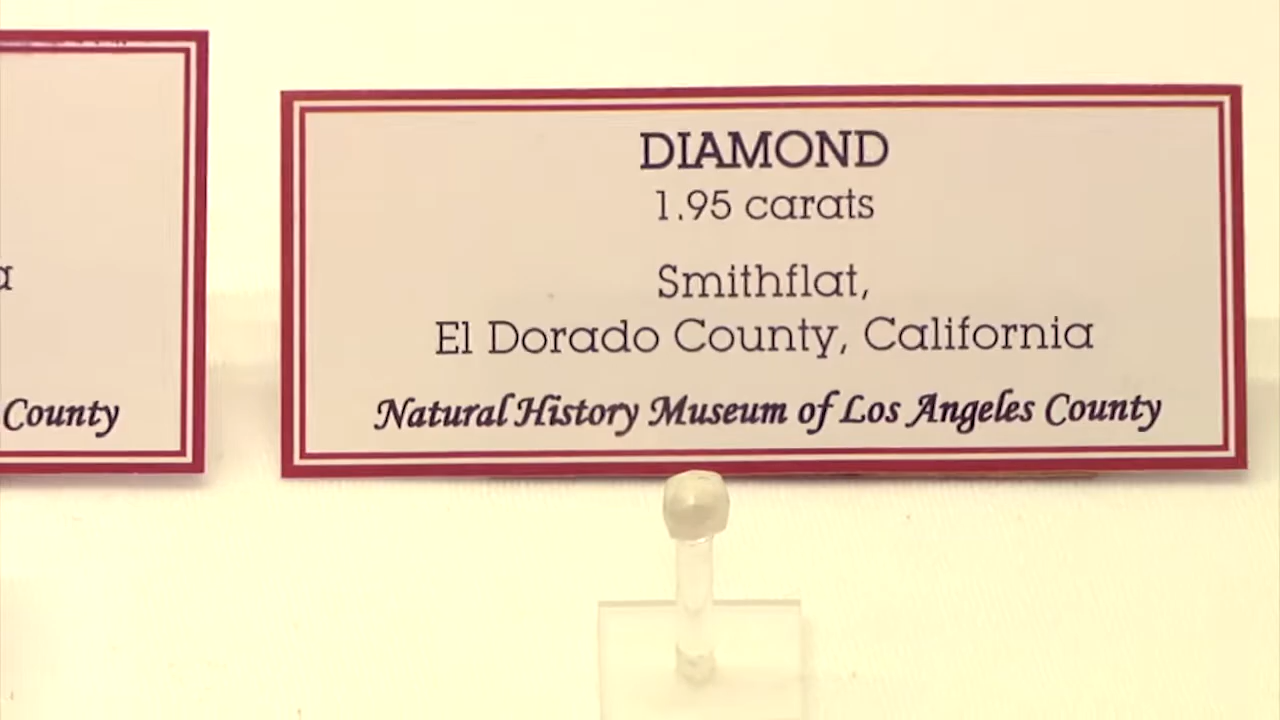 a
County
DIAMOND
1.95 carats
Smithflat,
El Dorado County, California
Natural History Museum of Los Angeles County